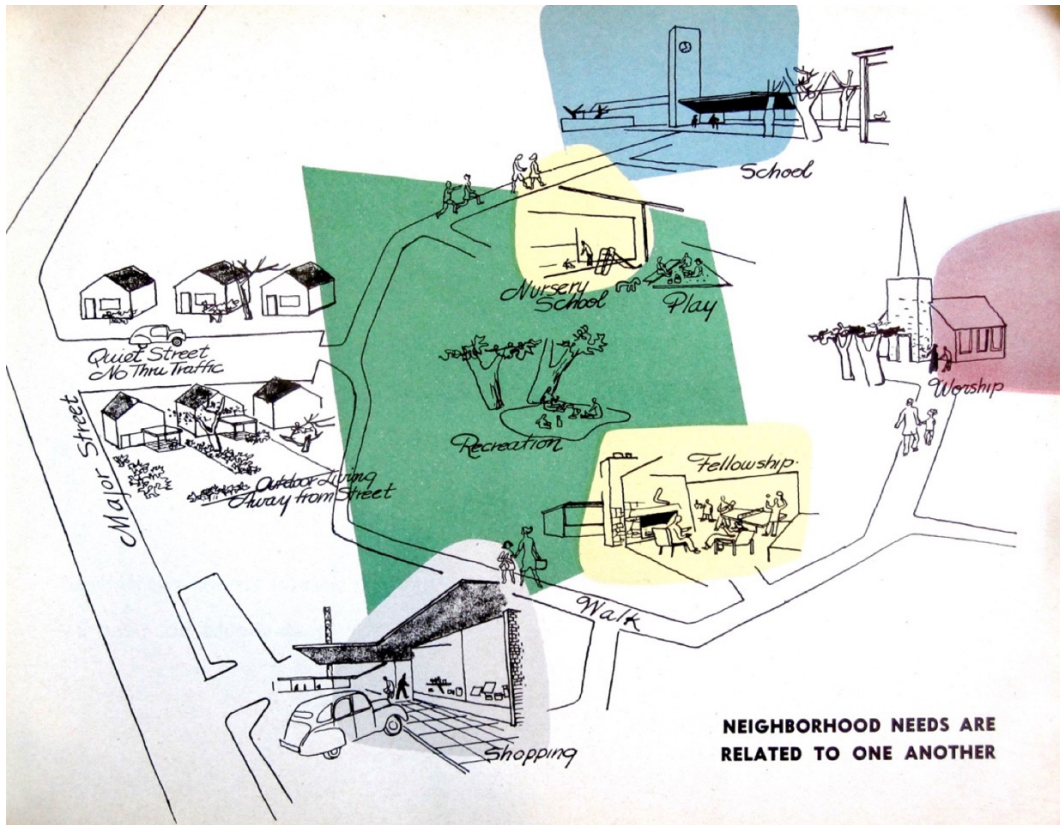 School
Nursery
School
Play
Quiet Street
No Thru Traffic
Worship
Major Street
Recreation
Outdoor Living
Away from Street
Fellowship
Walk
Shopping
NEIGHBORHOOD NEEDS ARE
RELATED TO ONE ANOTHER